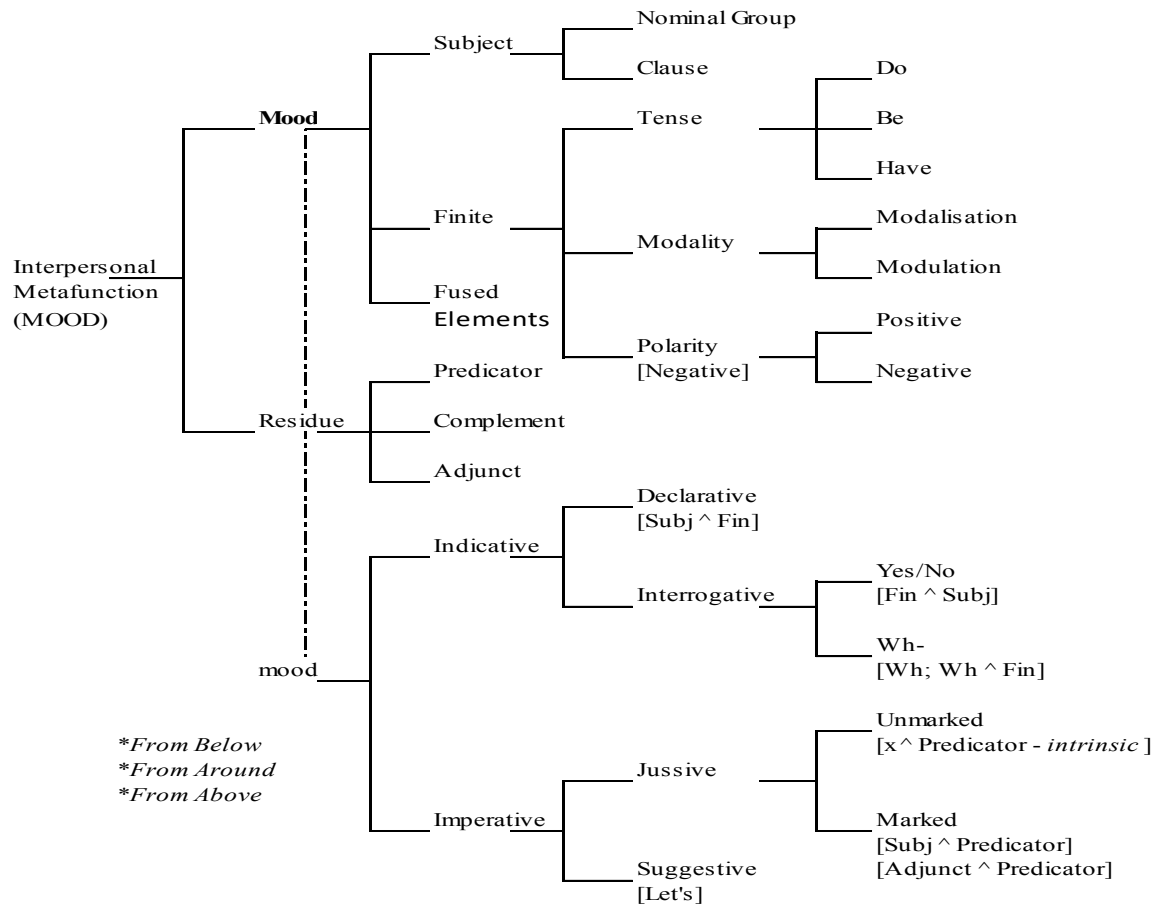 Interpersonal
Metafunction
(MOOD)
Mood
Subject
Nominal Group
Clause
Finite
Tense
Do
Be
Have
Modality
Modalisation
Modulation
Polarity
[Negative]
Positive
Negative
Fused
Elements
Residue
Predicator
Complement
Adjunct
mood
Indicative
Declarative
[Subj ^ Fin]
Interrogative
Yes/No
[Fin ^ Subj]
Wh-
[Wh; Wh ^ Fin]
Imperative
Jussive
Unmarked
[x ^ Predicator - intrinsic ]
Marked
[Subj ^ Predicator]
[Adjunct ^ Predicator]
Suggestive
[Let's]
*From Below
*From Around
*From Above